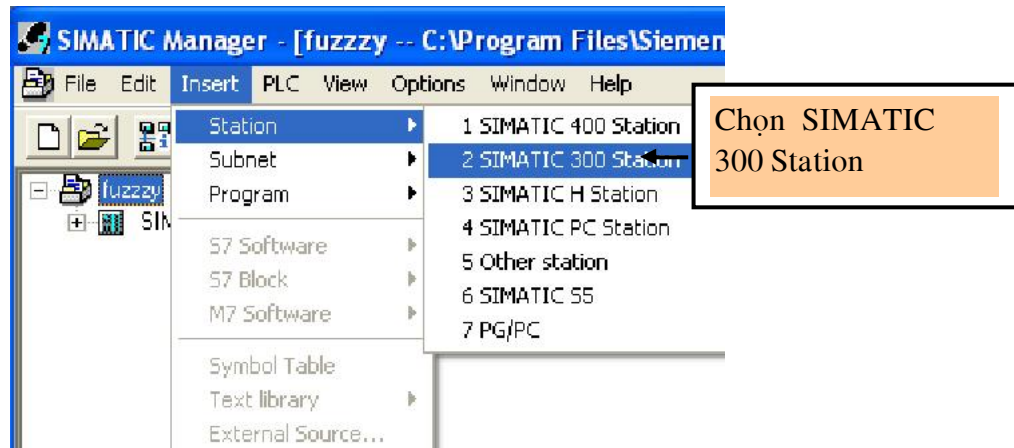 SIMATIC Manager - [fuzzzy -- C:\Program Files\Siemen
File Edit Insert PLC View Options Window Help
Station
Subnet
Program
S7 Software
S7 Block
M7 Software
Symbol Table
Text library
External Source...
1 SIMATIC 400 Station
2 SIMATIC 300 Station
3 SIMATIC H Station
4 SIMATIC PC Station
5 Other station
6 SIMATIC S5
7 PG/PC
fuzzzy
SIM
Chọn SIMATIC
300 Station